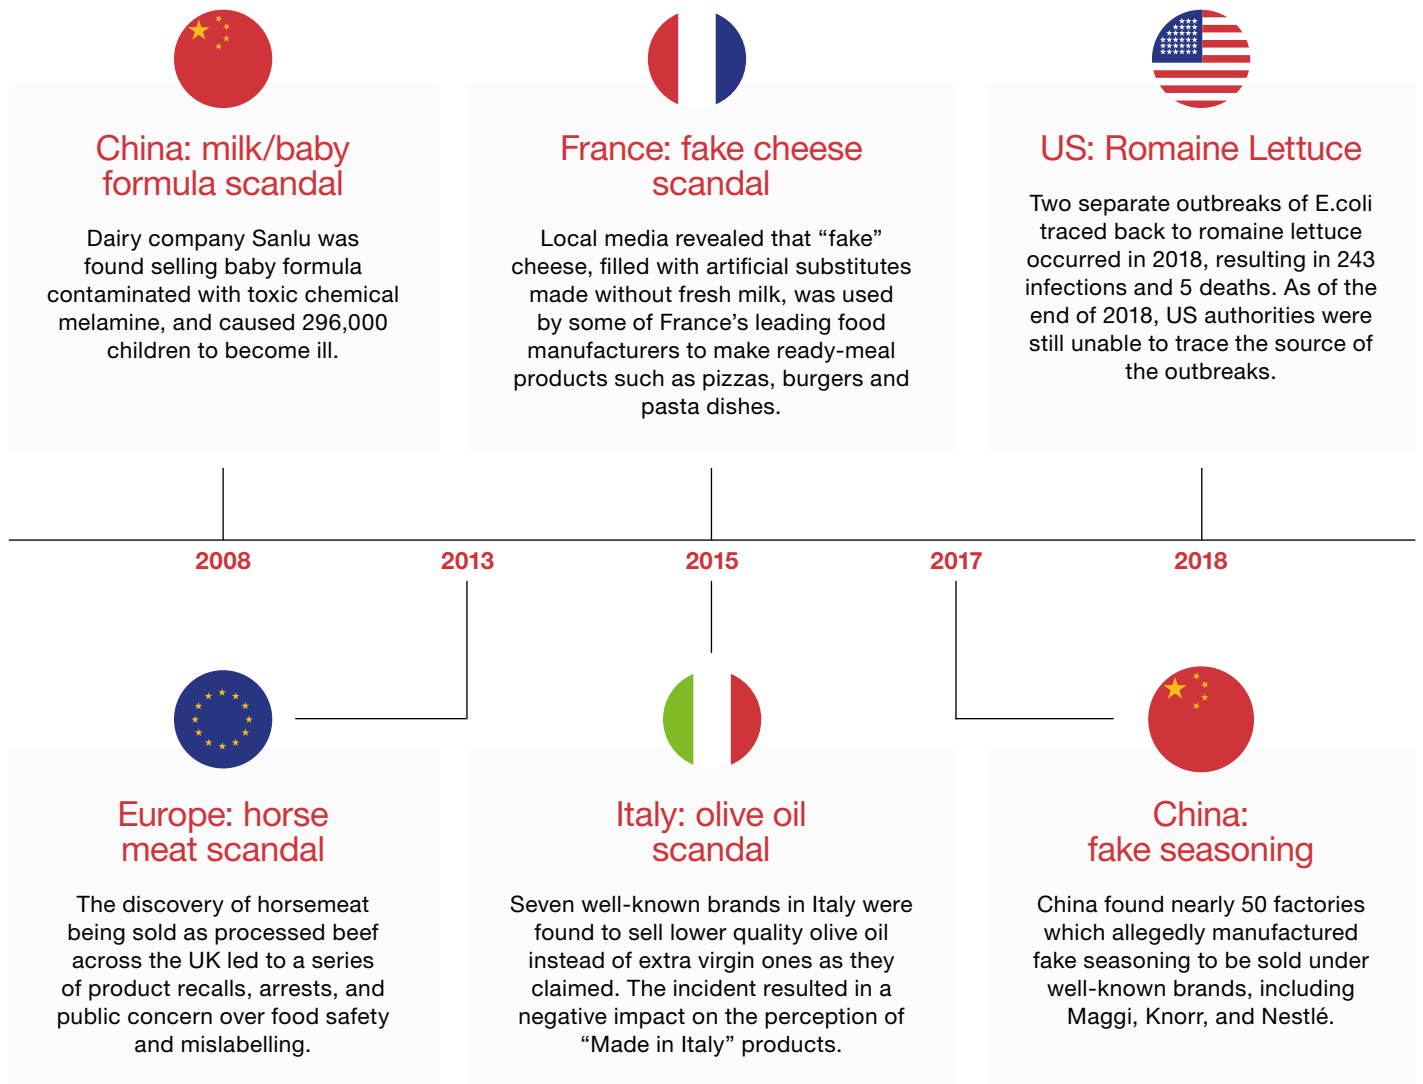 China: milk/baby
formula scandal
Dairy company Sanlu was
found selling baby formula
contaminated with toxic chemical
melamine, and caused 296,000
children to become ill.
France: fake cheese
scandal
Local media revealed that “fake”
cheese, filled with artificial substitutes
made without fresh milk, was used
by some of France’s leading food
manufacturers to make ready-meal
products such as pizzas, burgers and
pasta dishes.
US: Romaine Lettuce
Two separate outbreaks of E.coli
traced back to romaine lettuce
occurred in 2018, resulting in 243
infections and 5 deaths. As of the
end of 2018, US authorities were
still unable to trace the source of
the outbreaks.
2008
2013
2015
2017
2018
Europe: horse
meat scandal
The discovery of horsemeat
being sold as processed beef
across the UK led to a series
of product recalls, arrests, and
public concern over food safety
and mislabelling.
Italy: olive oil
scandal
Seven well-known brands in Italy were
found to sell lower quality olive oil
instead of extra virgin ones as they
claimed. The incident resulted in a
negative impact on the perception of
“Made in Italy” products.
China:
fake seasoning
China found nearly 50 factories
which allegedly manufactured
fake seasoning to be sold under
well-known brands, including
Maggi, Knorr, and Nestlé.